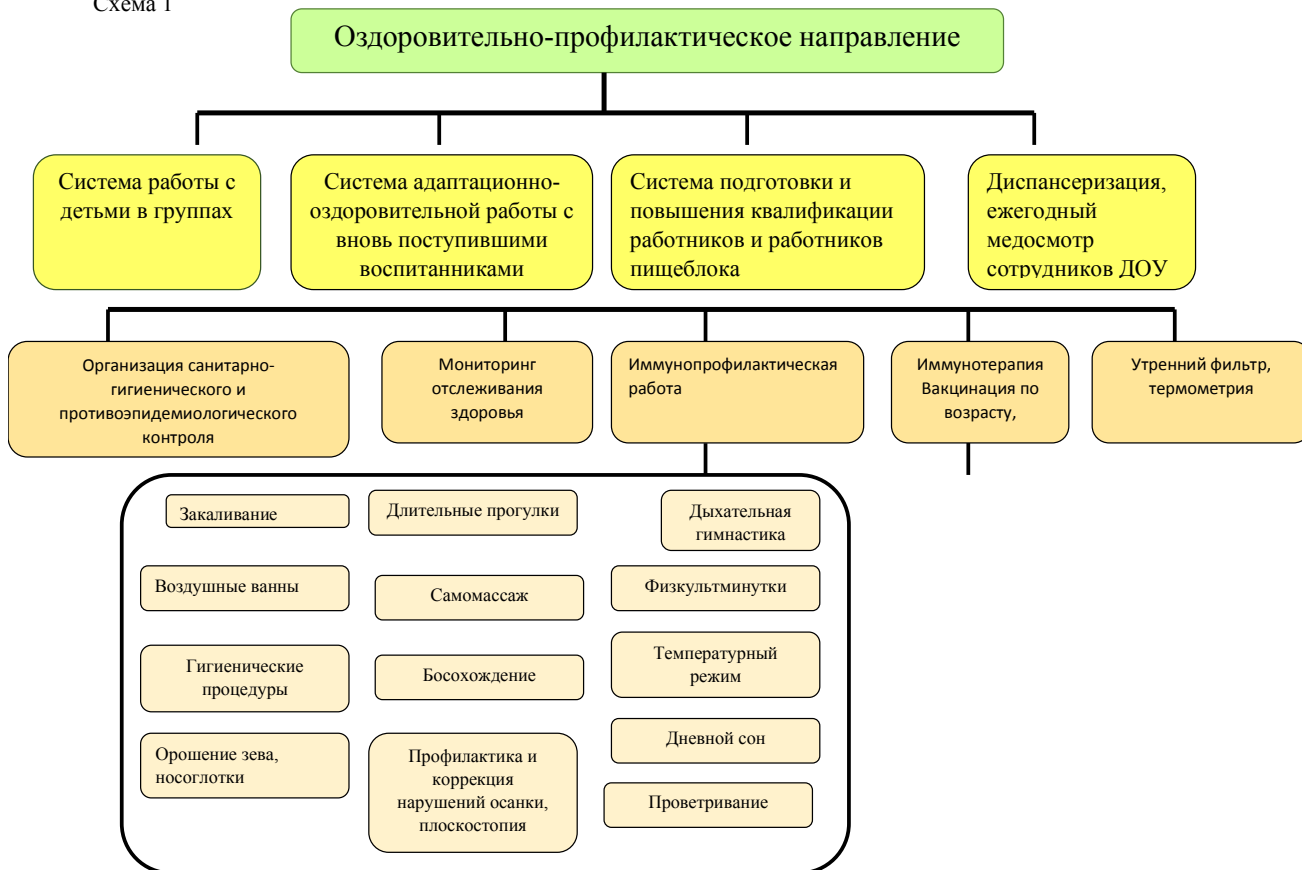 Схема 1
Оздоровительно-профилактическое направление
Система работы с
детьми в группах
Система адаптационно-
оздоровительной работы с
вновь поступившими
воспитанниками
Система подготовки и
повышения квалификации
работников и работников
пищеблока
Диспансеризация,
ежегодный
медосмотр
сотрудников ДОУ
Организация санитарно-
гигиенического и
противоэпидемиологического
контроля
Мониторинг
отслеживания
здоровья
Иммунопрофилактическая
работа
Иммунотерапия
Вакцинация по
возрасту,
Утренний фильтр,
термометрия
Закаливание
Длительные прогулки
Дыхательная
гимнастика
Воздушные ванны
Самомассаж
Физкультминутки
Гигиенические
процедуры
Босохождение
Температурный
режим
Орошение зева,
носоглотки
Профилактика и
коррекция
нарушений осанки,
плоскостопия
Дневной сон
Проветривание